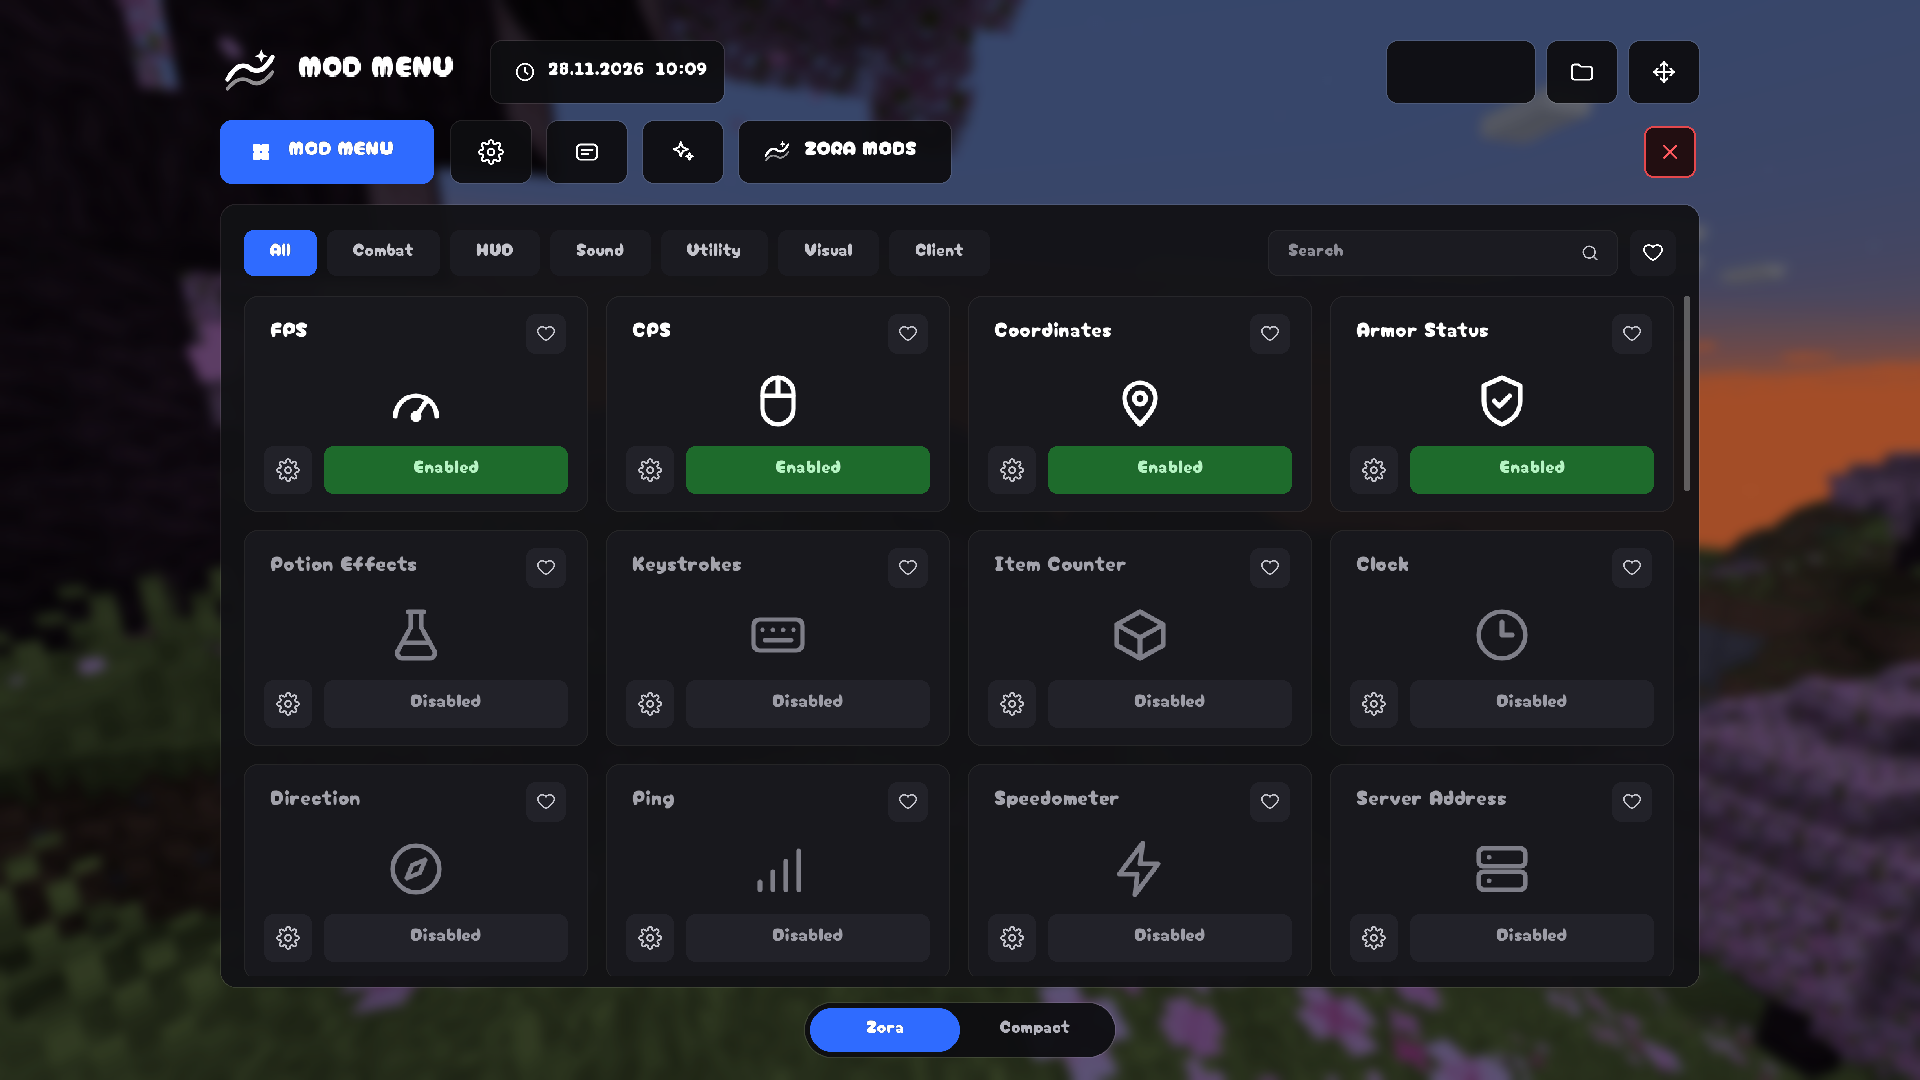 MOD MENU
28.11.2026 10:09
MOD MENU
ZORA MODS
All
Combat
HUD
Sound
Utility
Visual
Client
Search
FPS
CPS
Coordinates
Armor Status
Enabled
Enabled
Enabled
Enabled
Potion Effects
Keystrokes
Item Counter
Clock
Disabled
Disabled
Disabled
Disabled
Direction
Ping
Speedometer
Server Address
Disabled
Disabled
Disabled
Disabled
Zora
Compact